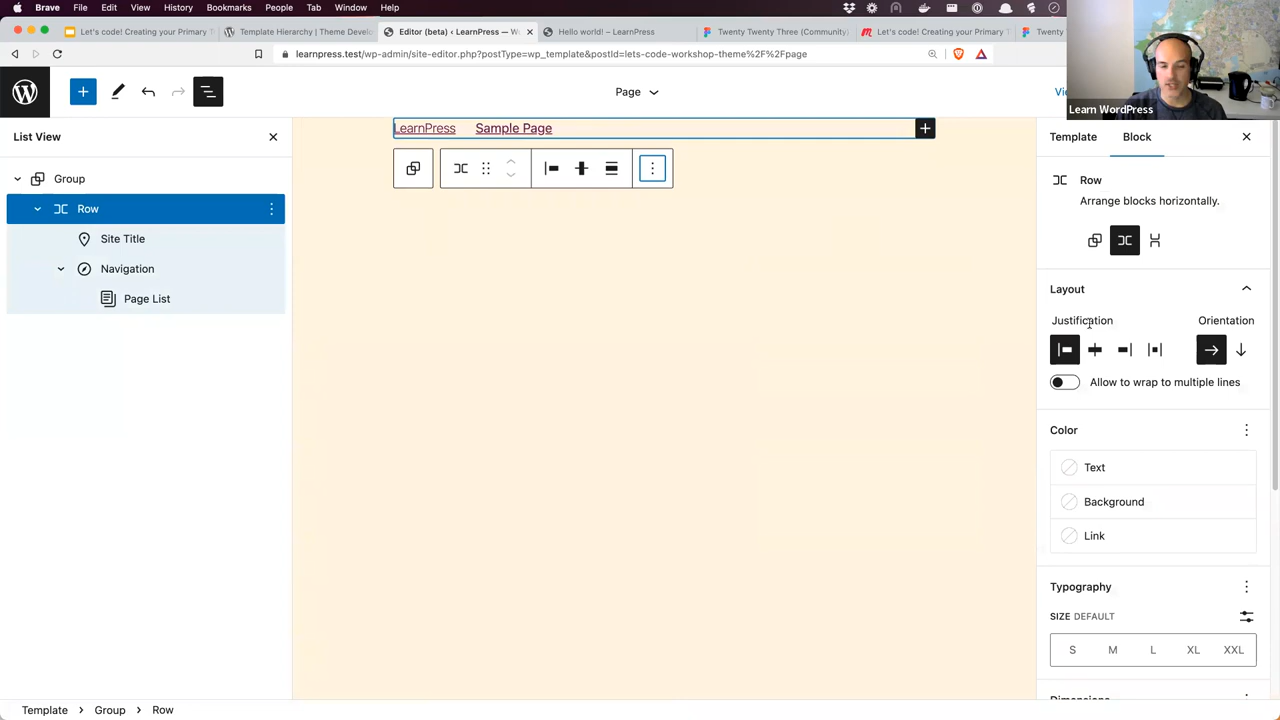 Brave File Edit View History Bookmarks People Tab Window Help
Let's code! Creating your Primary T
Template Hierarchy | Theme Devel
Editor (beta) ‹ LearnPress — W
Hello world! – LearnPress
Twenty Twenty Three (Community)
Let's code! Creating your Primary T
Twenty
learnpress.test/wp-admin/site-editor.php?postType=wp_template&postId=lets-code-workshop-theme%2F%2Fpage
Page
Learn WordPress
List View
Group
Row
Site Title
Navigation
Page List
LearnPress Sample Page
Template Block
Row
Arrange blocks horizontally.
Layout
Justification Orientation
Allow to wrap to multiple lines
Color
Text
Background
Link
Typography
SIZE DEFAULT
S M L XL XXL
Template > Group > Row